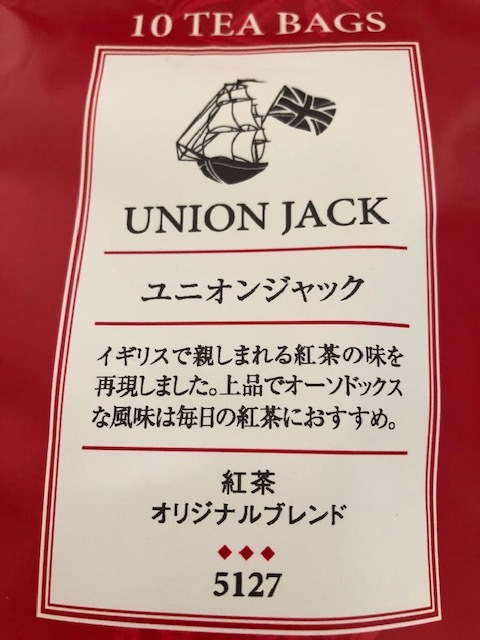 10 TEA BAGS
UNION JACK
ユニオンジャック
イギリスで親しまれる紅茶の味を
再現しました。上品でオーソドックス
な風味は毎日の紅茶におすすめ。
紅茶
オリジナルブレンド
◆◆◆
5127